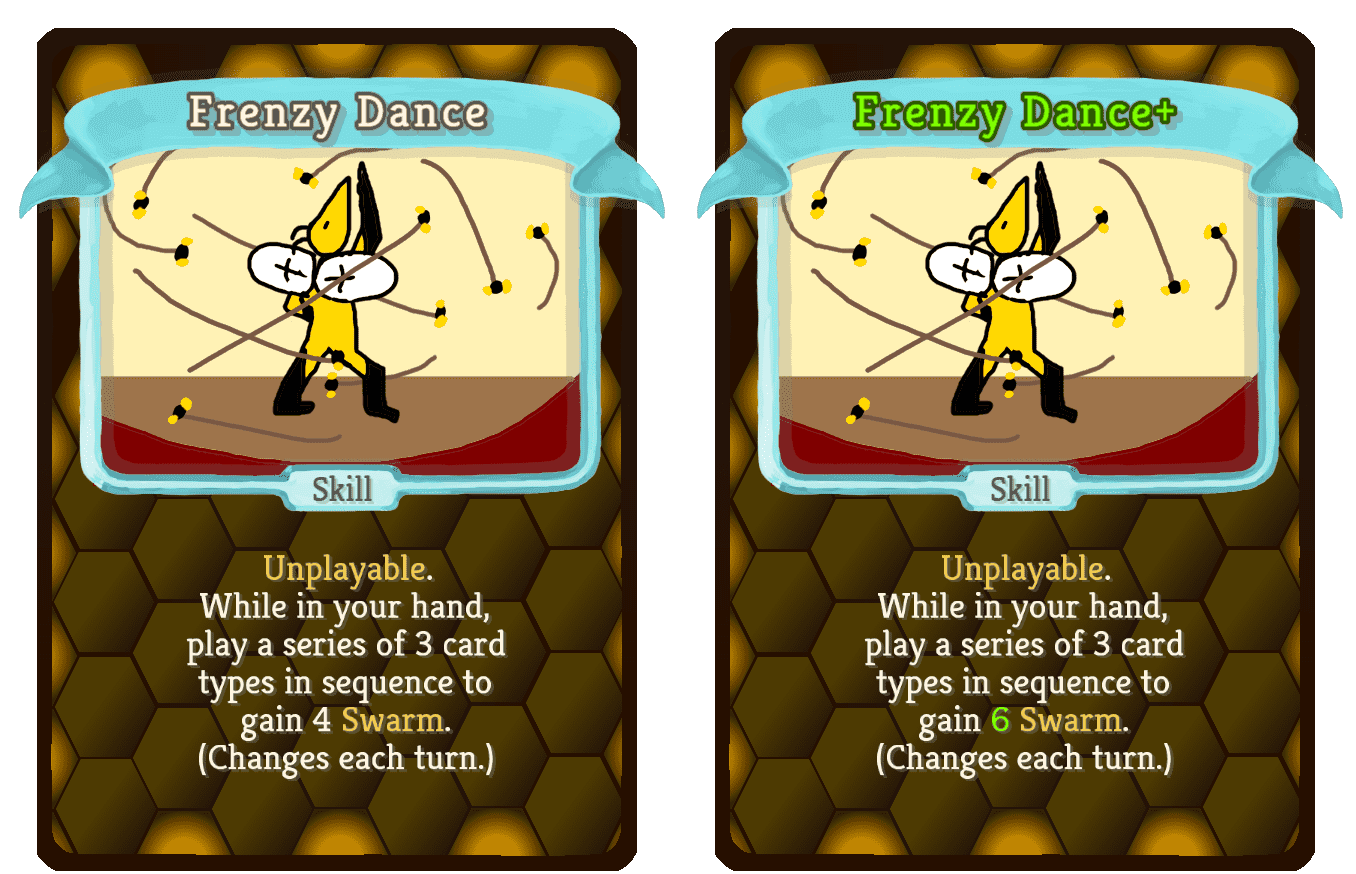 Frenzy Dance
Skill
Unplayable.
While in your hand,
play a series of 3 card
types in sequence to
gain 4 Swarm.
(Changes each turn.)
Frenzy Dance+
Skill
Unplayable.
While in your hand,
play a series of 3 card
types in sequence to
gain 6 Swarm.
(Changes each turn.)